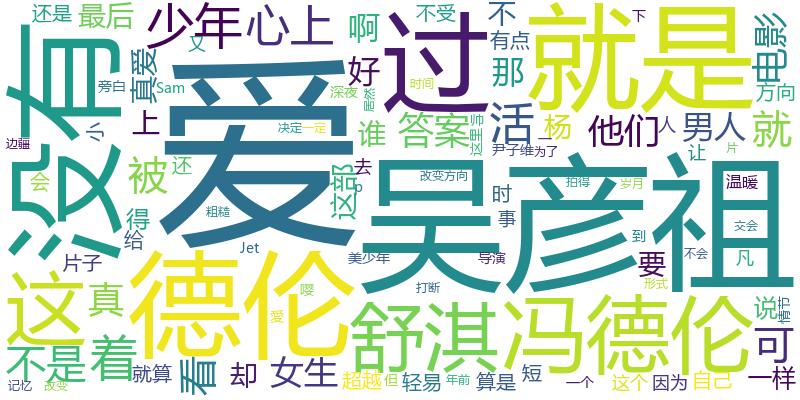 还是
最后
少年
心上
啊
不受
不
过
就是
下
电影
又
真爱
旁白
Sam
深夜
居然
好
时间
有点
那
方向
没有
边疆
小
上
爱
决定
一定
谁
答案
活
这里
尹子维
一
为了
杨
他们
人
男人
就
让
片
会
被
还
去
这部
o
改变方向
吴彦祖
时
事
拍得
岁月
温暖
交会
得
给
粗糙
Jet
美少年
导演
到
要
不会
凡
片子
这
德伦
真
嘤
爱
打断
形式
说
情节
舒淇
冯德伦
不是
着
可
记忆
改变
就算
看
却
女生
超越
但
轻易
年前
算是
短
一个
这个
因为
自己
一样